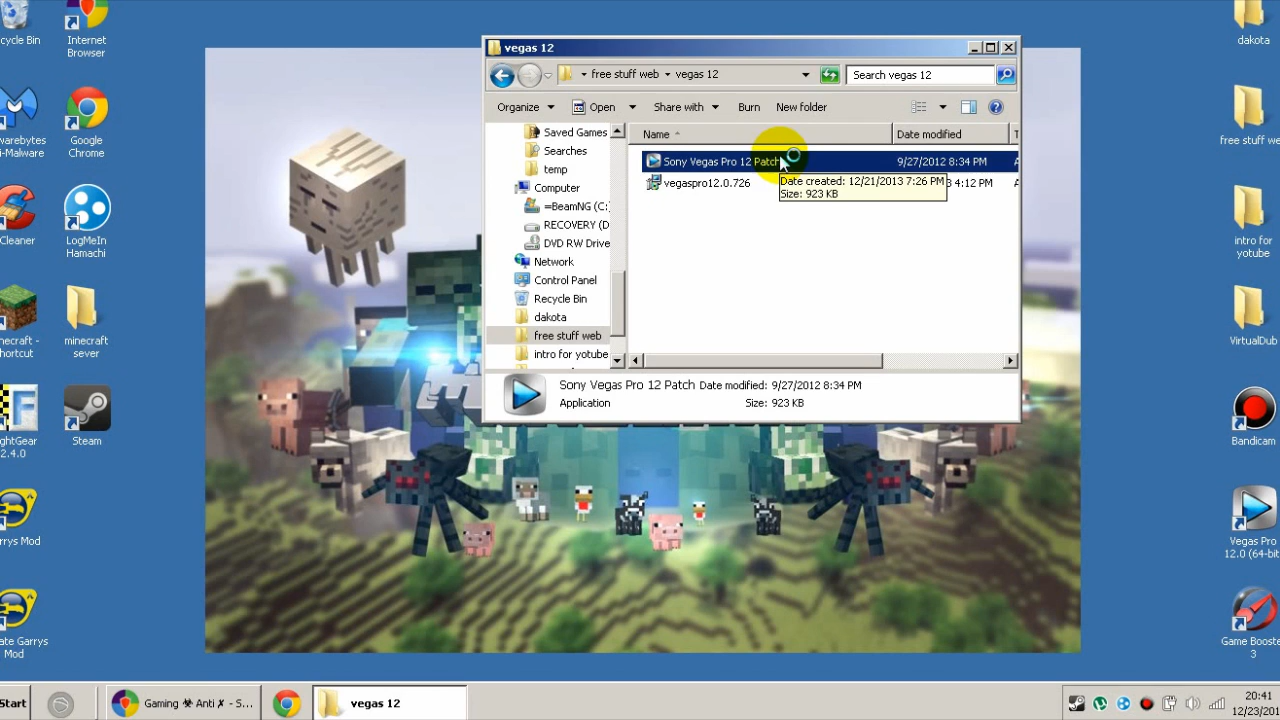 cycle Bin
Internet
Browser
warebytes
i-Malware
Google
Chrome
Cleaner
LogMeIn
Hamachi
necraft -
hortcut
minecraft
sever
ghtGear
2.4.0
Steam
arrys Mod
ate Garrys
Mod
vegas 12
free stuff web
vegas 12
Search vegas 12
Organize
Open
Share with
Burn
New folder
Saved Games
Searches
temp
Computer
=BeamNG (C:
RECOVERY (D
DVD RW Drive
Network
Control Panel
Recycle Bin
dakota
free stuff web
intro for yotube
Name
Date modified
T
Sony Vegas Pro 12 Patch
9/27/2012 8:34 PM
A
vegaspro12.0.726
3 4:12 PM
A
Date created: 12/21/2013 7:26 PM
Size: 923 KB
Sony Vegas Pro 12 Patch
Date modified: 9/27/2012 8:34 PM
Application
Size: 923 KB
dakota
free stuff we
intro for
yotube
VirtualDub
Bandicam
Vegas Pro
12.0 (64-bit
Game Booste
3
Start
Gaming ☣ Anti ✗ - S...
vegas 12
20:41
12/23/201